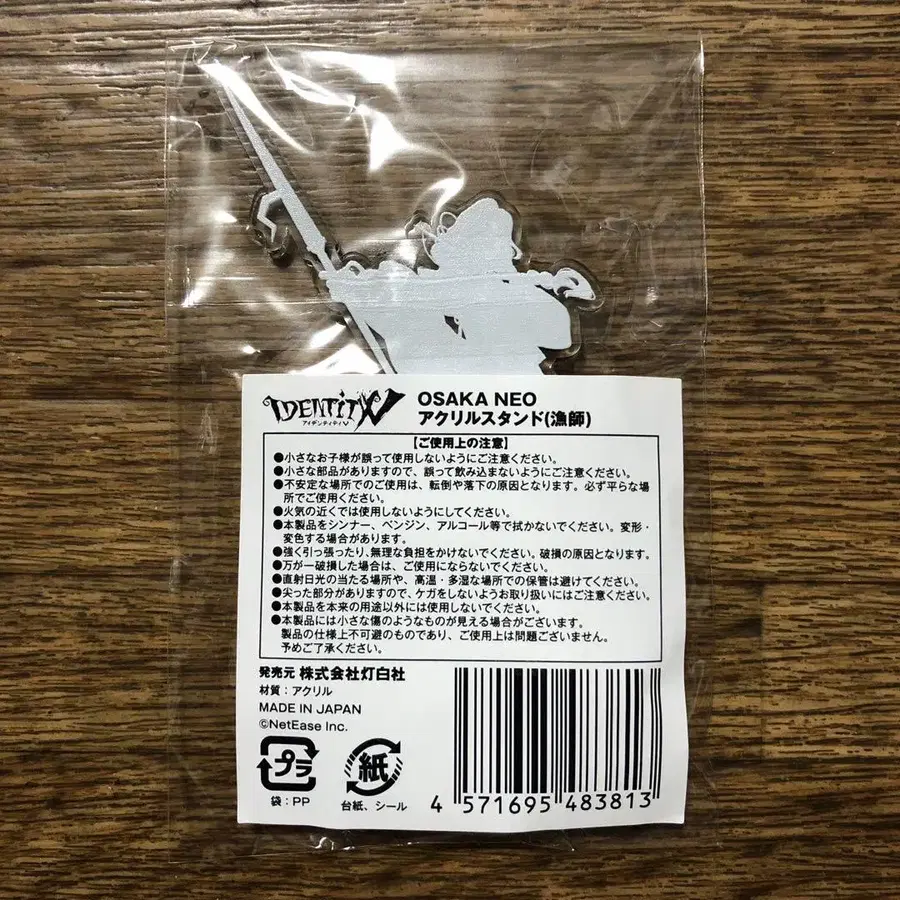 IDENTITY V
アイデンティティV
OSAKA NEO
アクリルスタンド(漁師)
【ご使用上の注意】
●小さなお子様が誤って使用しないようにご注意ください。
●小さな部品がありますので、誤って飲み込まないようにご注意ください。
●不安定な場所でのご使用は、転倒や落下の原因となります。必ず平らな場
所でご使用ください。
●火気の近くでは使用しないようにしてください。
●本製品をシンナー、ベンジン、アルコール等で拭かないでください。変形・
変色する場合があります。
●強く引っ張ったり、無理な負担をかけないでください。破損の原因となります。
●万が一破損した場合は、ご使用にならないでください。
●直射日光の当たる場所や、高温・多湿な場所での保管は避けてください。
●尖った部分がありますので、ケガをしないようお取り扱いにはご注意ください。
●本製品を本来の用途以外には使用しないでください。
●本製品には小さな傷のようなものが見える場合がございます。
製品の仕様上不可避のものであり、ご使用上は問題ございません。
予めご了承ください。
発売元 株式会社灯白社
材質：アクリル
MADE IN JAPAN
©NetEase Inc.
プラ
袋：PP
紙
台紙、シール
4 571695 483813